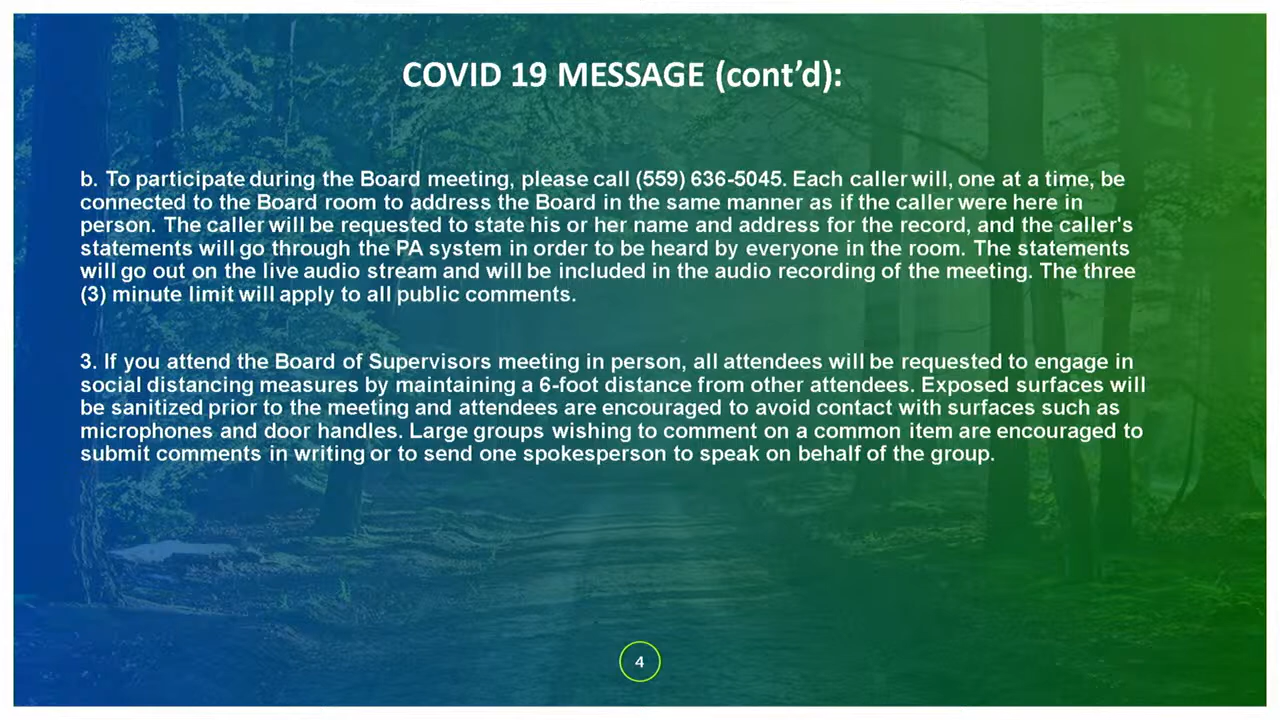 COVID 19 MESSAGE (cont’d):
b. To participate during the Board meeting, please call (559) 636-5045. Each caller will, one at a time, be
connected to the Board room to address the Board in the same manner as if the caller were here in
person. The caller will be requested to state his or her name and address for the record, and the caller's
statements will go through the PA system in order to be heard by everyone in the room. The statements
will go out on the live audio stream and will be included in the audio recording of the meeting. The three
(3) minute limit will apply to all public comments.
3. If you attend the Board of Supervisors meeting in person, all attendees will be requested to engage in
social distancing measures by maintaining a 6-foot distance from other attendees. Exposed surfaces will
be sanitized prior to the meeting and attendees are encouraged to avoid contact with surfaces such as
microphones and door handles. Large groups wishing to comment on a common item are encouraged to
submit comments in writing or to send one spokesperson to speak on behalf of the group.
4